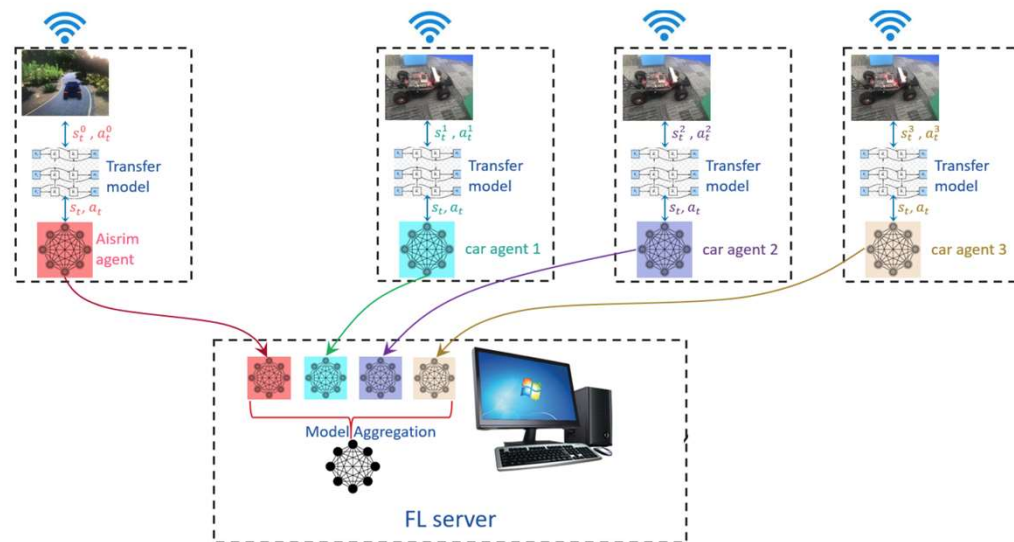 s_t^0 , a_t^0
s_t^1 , a_t^1
s_t^2 , a_t^2
s_t^3 , a_t^3
Transfer
model
Transfer
model
Transfer
model
Transfer
model
s_t, a_t
s_t, a_t
s_t, a_t
s_t, a_t
Aisrim
agent
car agent 1
car agent 2
car agent 3
Model Aggregation
FL server